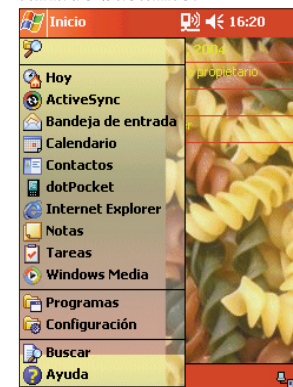 Inicio 16:20
2004
propietario
Hoy
ActiveSync
Bandeja de entrada
Calendario
Contactos
dotPocket
Internet Explorer
Notas
Tareas
Windows Media
Programas
Configuración
Buscar
Ayuda